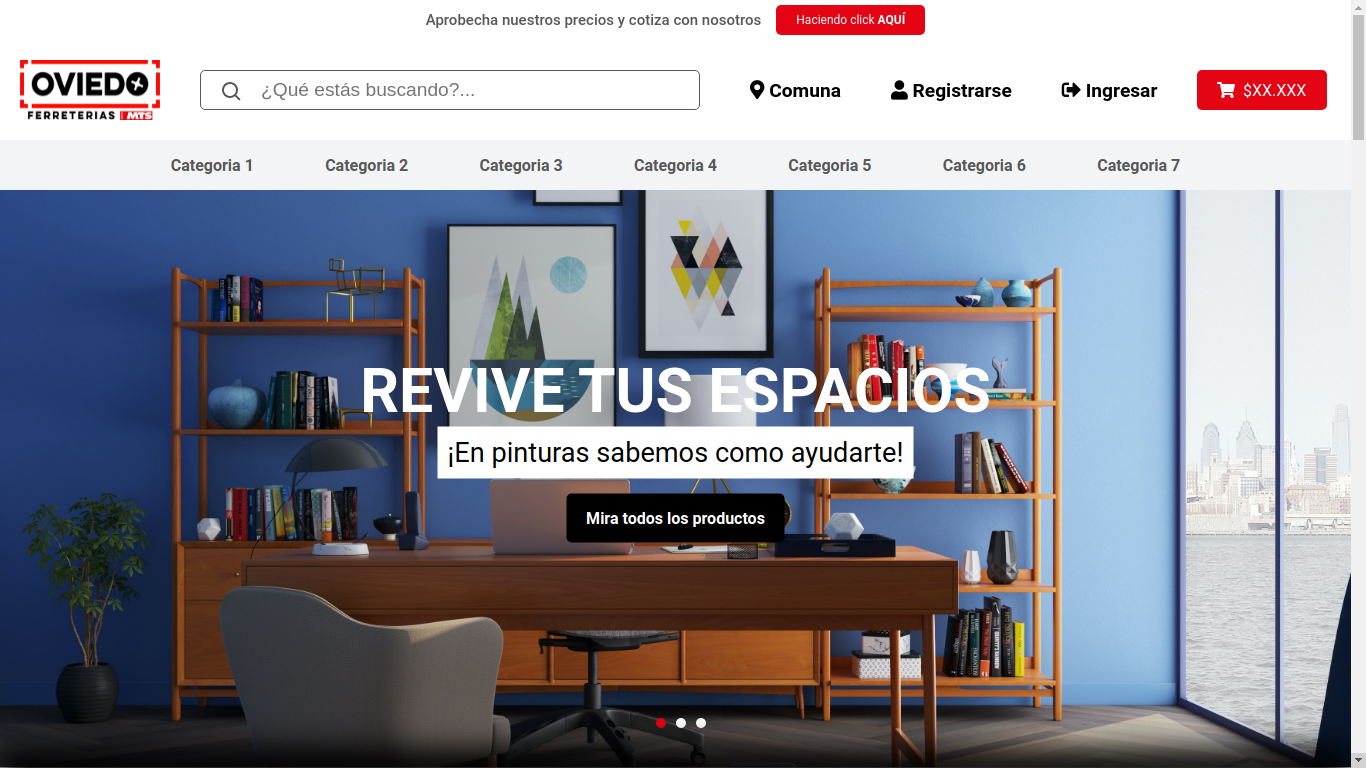 Aprobecha nuestros precios y cotiza con nosotros
Haciendo click AQUÍ
OVIEDO
FERRETERIAS MTS
¿Qué estás buscando?...
Comuna
Registrarse
Ingresar
$XX.XXX
Categoria 1
Categoria 2
Categoria 3
Categoria 4
Categoria 5
Categoria 6
Categoria 7
REVIVE TUS ESPACIOS
¡En pinturas sabemos como ayudarte!
Mira todos los productos